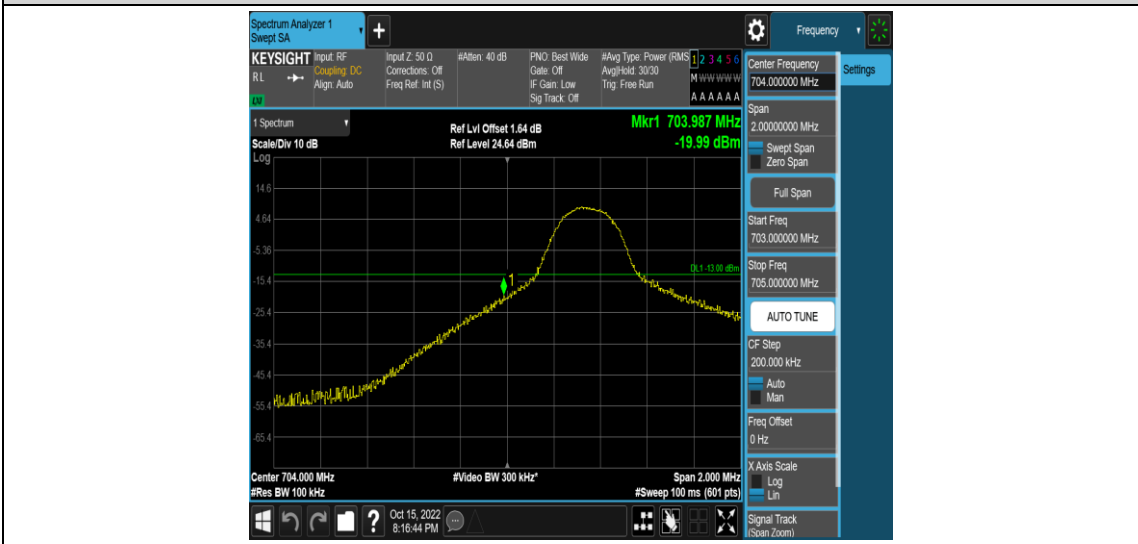 Spectrum Analyzer 1
Swept SA
+
Frequency
KEYSIGHT
RL
LXI
Input: RF
Coupling: DC
Align: Auto
Input Z: 50 Ω
Corrections: Off
Freq Ref: Int (S)
#Atten: 40 dB
PNO: Best Wide
Gate: Off
IF Gain: Low
Sig Track: Off
#Avg Type: Power (RMS
Avg|Hold: 30/30
Trig: Free Run
1 2 3 4 5 6
M W W W W W
A A A A A A
1 Spectrum
Scale/Div 10 dB
Log
Ref Lvl Offset 1.64 dB
Ref Level 24.64 dBm
Mkr1 703.987 MHz
-19.99 dBm
14.6
4.64
-5.36
-15.4
-25.4
-35.4
-45.4
-55.4
-65.4
1
DL1 -13.00 dBm
Center 704.000 MHz
#Res BW 100 kHz
#Video BW 300 kHz*
Span 2.000 MHz
#Sweep 100 ms (601 pts)
Center Frequency
704.000000 MHz
Settings
Span
2.00000000 MHz
Swept Span
Zero Span
Full Span
Start Freq
703.000000 MHz
Stop Freq
705.000000 MHz
AUTO TUNE
CF Step
200.000 kHz
Auto
Man
Freq Offset
0 Hz
X Axis Scale
Log
Lin
Signal Track
(Span Zoom)
?
Oct 15, 2022
8:16:44 PM